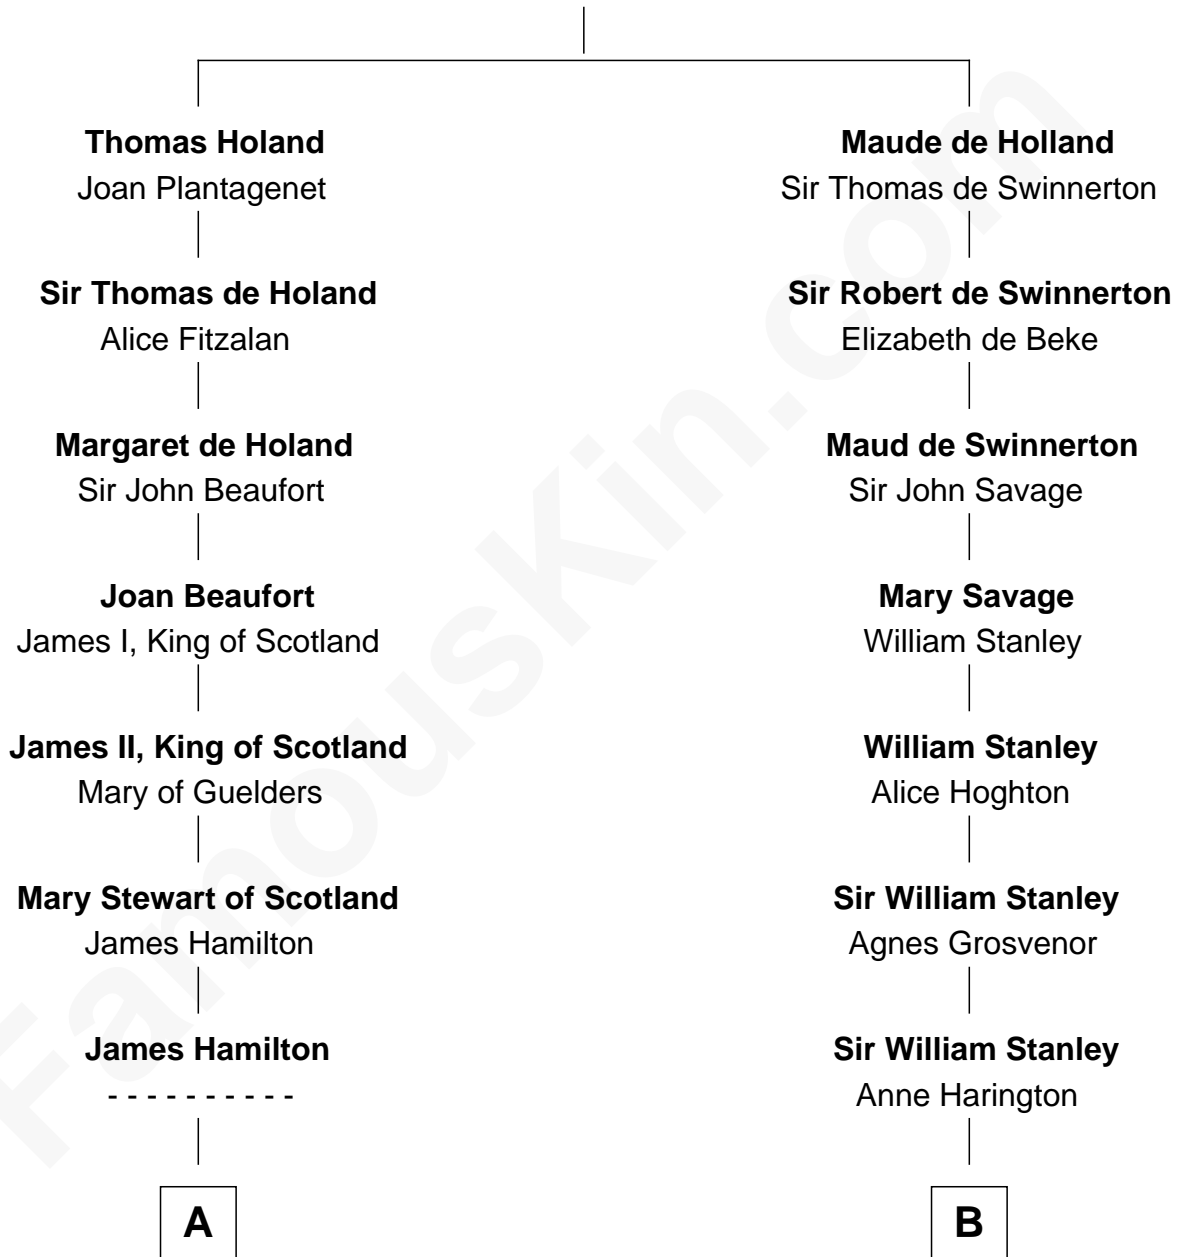 Thomas Holand
Joan Plantagenet
Sir Thomas de Holand
Alice Fitzalan
Margaret de Holand
Sir John Beaufort
Joan Beaufort
James I, King of Scotland
James II, King of Scotland
Mary of Guelders
Mary Stewart of Scotland
James Hamilton
James Hamilton
- - - - - - - - - -
A
Maude de Holland
Sir Thomas de Swinnerton
Sir Robert de Swinnerton
Elizabeth de Beke
Maud de Swinnerton
Sir John Savage
Mary Savage
William Stanley
William Stanley
Alice Hoghton
Sir William Stanley
Agnes Grosvenor
Sir William Stanley
Anne Harington
B
FamousKin.com